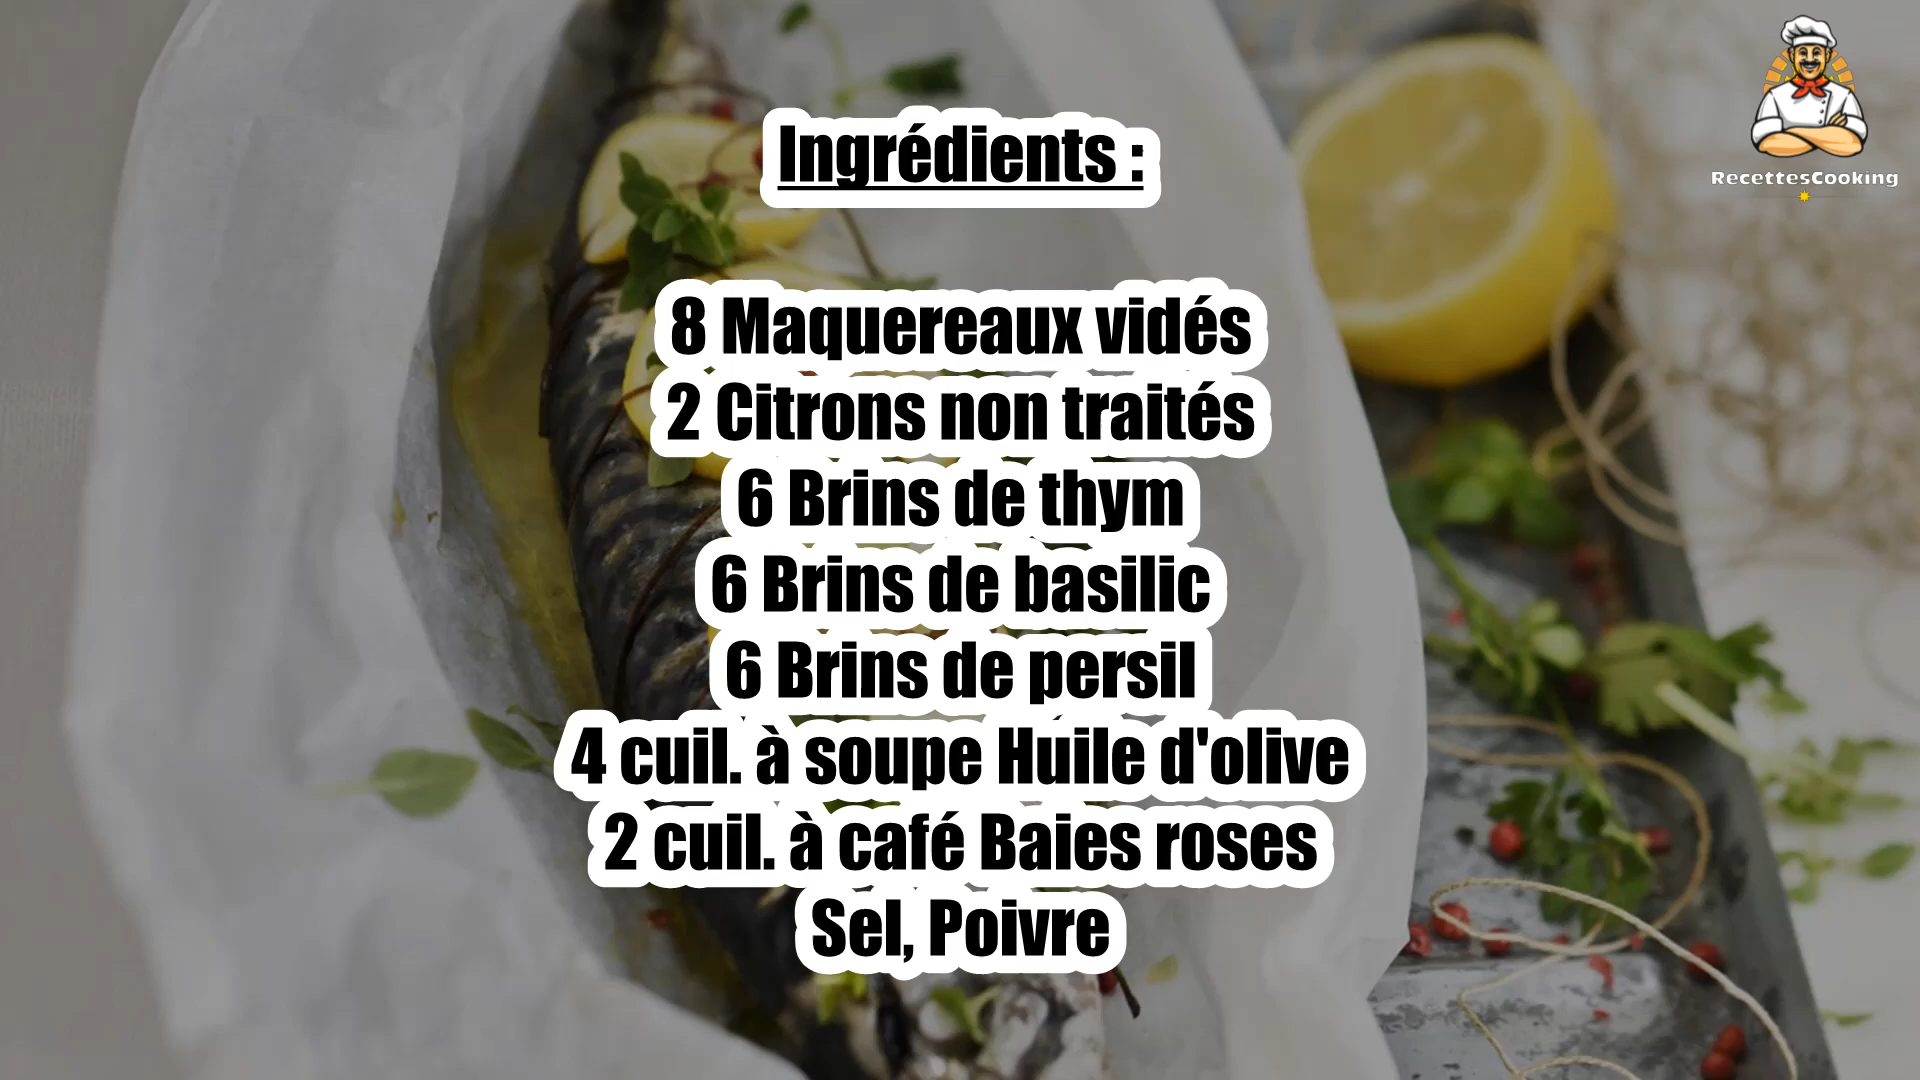 RecettesCooking
Ingrédients :
8 Maquereaux vidés
2 Citrons non traités
6 Brins de thym
6 Brins de basilic
6 Brins de persil
4 cuil. à soupe Huile d'olive
2 cuil. à café Baies roses
Sel, Poivre